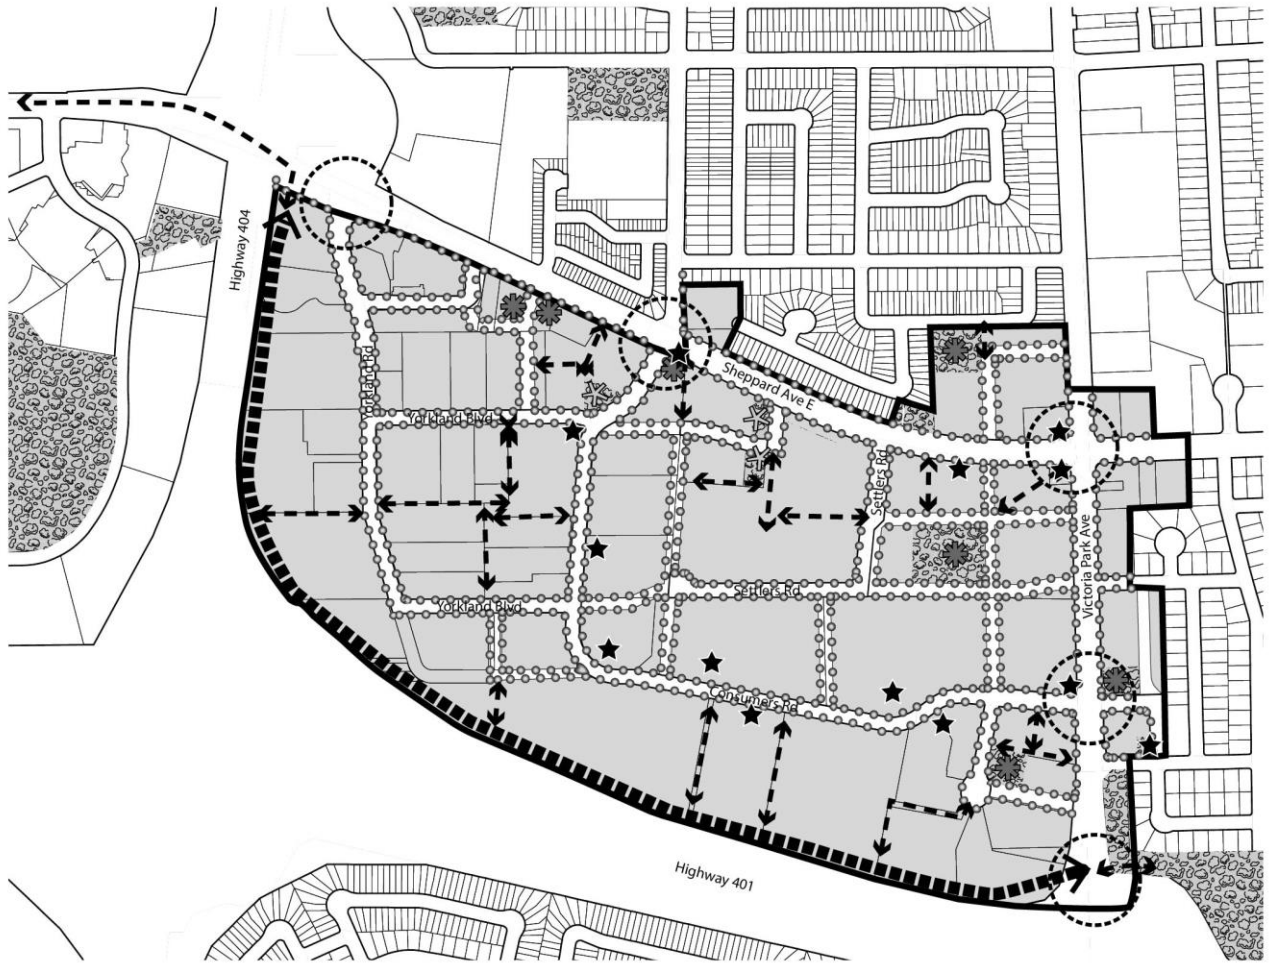 Highway 404
Yorkland Rd
Sheppard Ave E
Yorkland Blvd
Settlers Rd
Victoria Park Ave
Settlers Rd
Yorkland Blvd
Consumers Rd
Highway 401